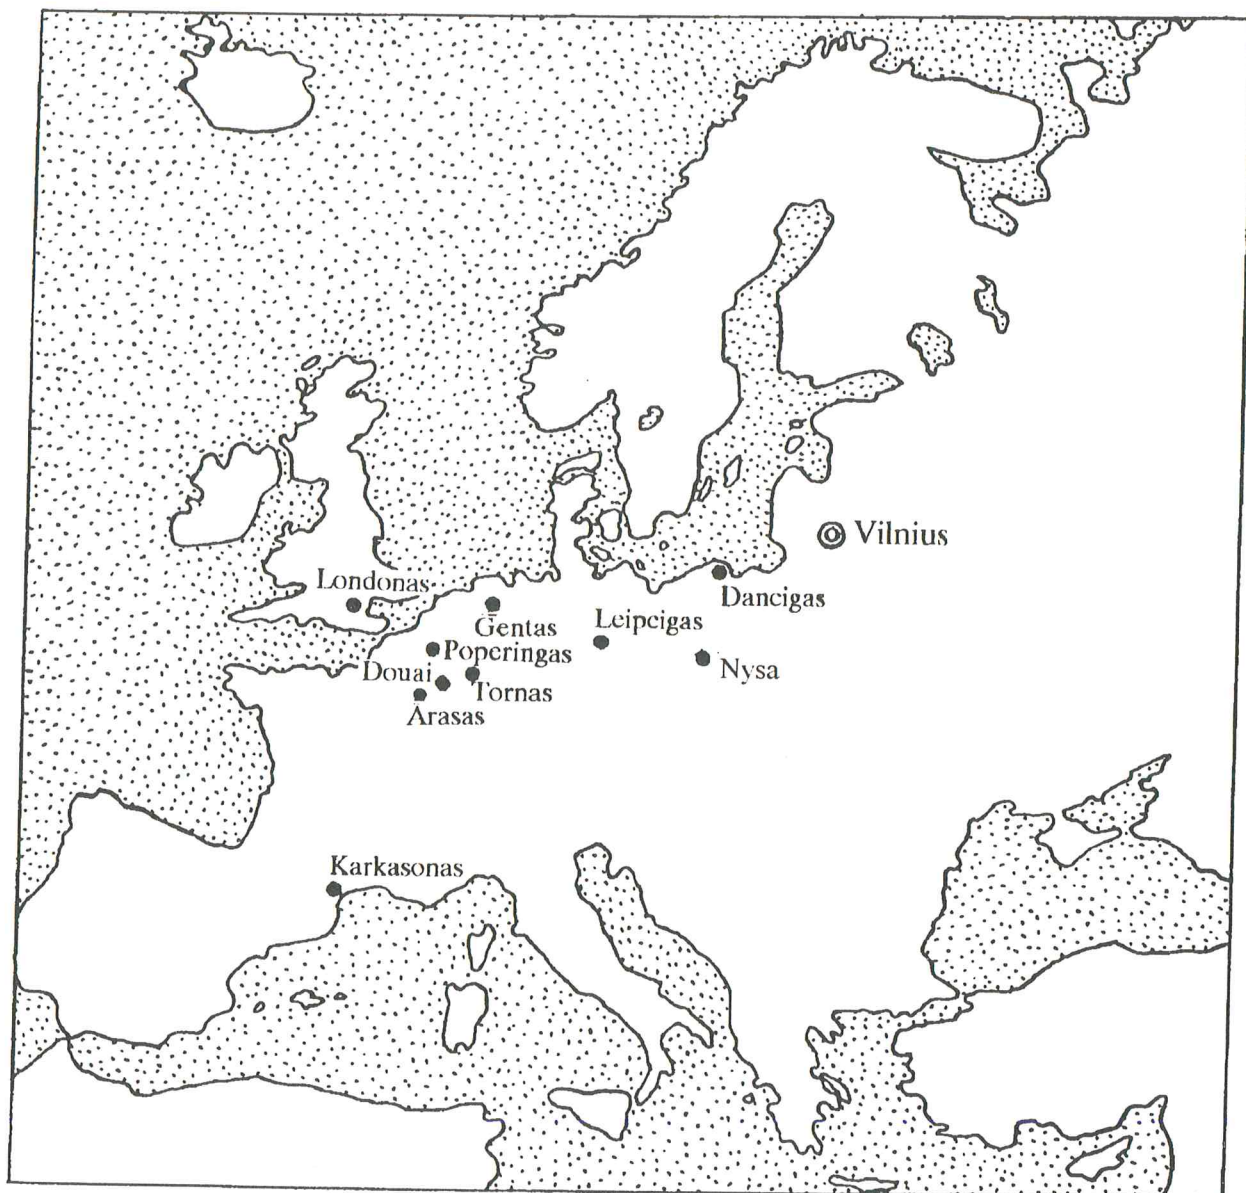 Vilnius
Londonas
Dancigas
Gentas
Leipcigas
Poperingas
Nysa
Douai
Tornas
Arasas
Karkasonas